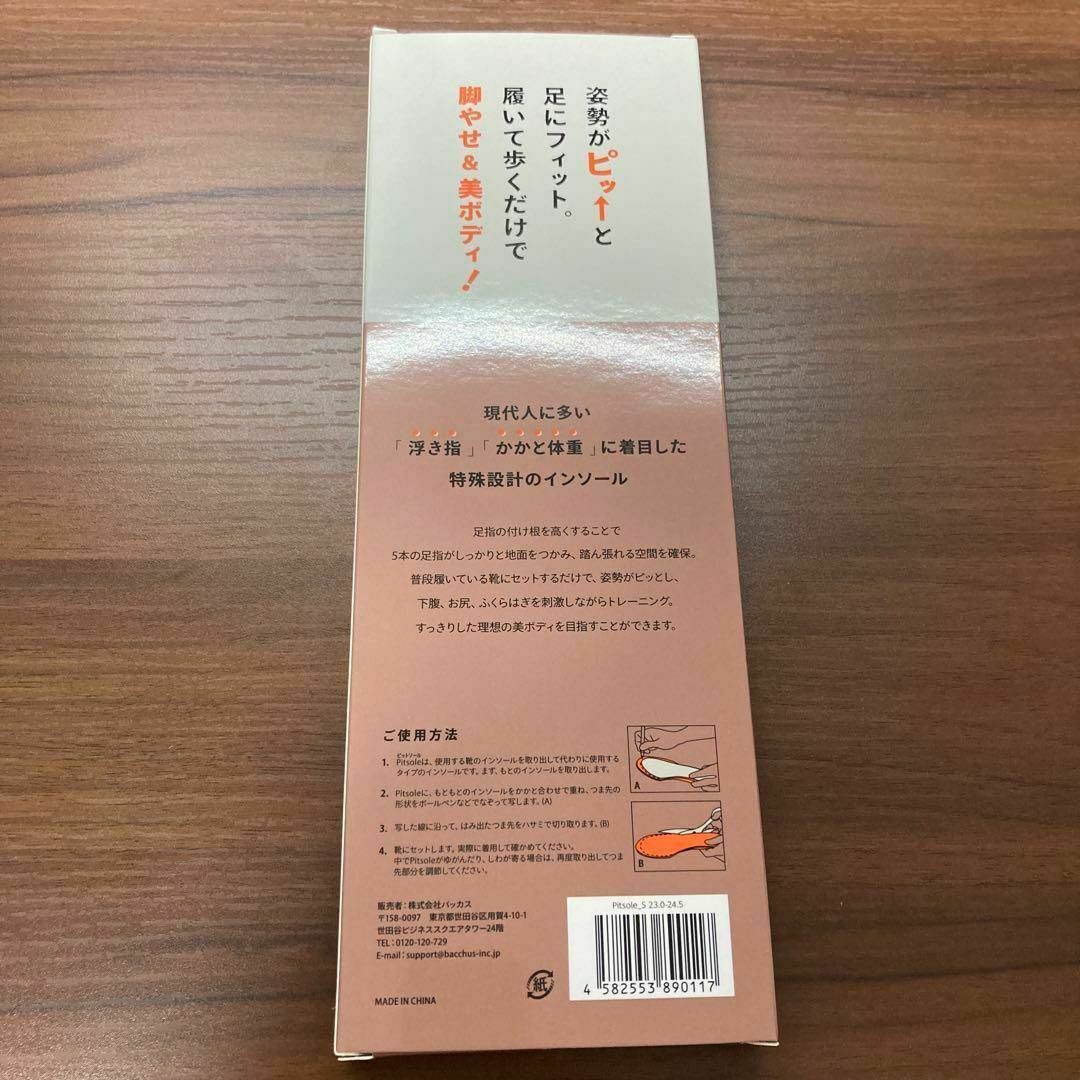 姿勢がピッ↑と
足にフィット。
履いて歩くだけで
脚やせ&美ボディ!
現代人に多い
「浮き指」「かかと体重」に着目した
特殊設計のインソール
足指の付け根を高くすることで
5本の足指がしっかりと地面をつかみ、踏ん張れる空間を確保。
普段履いている靴にセットするだけで、姿勢がピッとし、
下腹、お尻、ふくらはぎを刺激しながらトレーニング。
すっきりした理想の美ボディを目指すことができます。
ご使用方法
ピットソール
1. Pitsoleは、使用する靴のインソールを取り出して代わりに使用する
タイプのインソールです。まず、もとのインソールを取出します。
2. Pitsoleに、もともとのインソールをかかと合わせで重ね、つま先の
形状をボールペンなどでなぞって写します。(A)
3. 写した線に沿って、はみ出たつま先をハサミで切り取ります。(B)
4. 靴にセットします。実際に着用して確かめてください。
中でPitsoleがゆがんだり、しわが寄る場合は、再度取り出してつま
先部分を調節してください。
A
B
販売者:株式会社バッカス
〒158-0097 東京都世田谷区用賀4-10-1
世田谷ビジネススクエアタワー24階
TEL:0120-120-729
E-mail:support@bacchus-inc.jp
MADE IN CHINA
紙
Pitsole_S 23.0-24.5
4 582553 890117